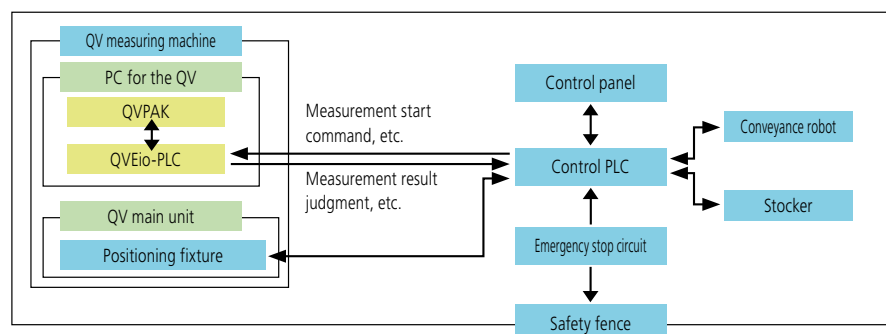 QV measuring machine
PC for the QV
QVPAK
QVEio-PLC
Measurement start
command, etc.
Measurement result
judgment, etc.
QV main unit
Positioning fixture
Control panel
Control PLC
Conveyance robot
Stocker
Emergency stop circuit
Safety fence